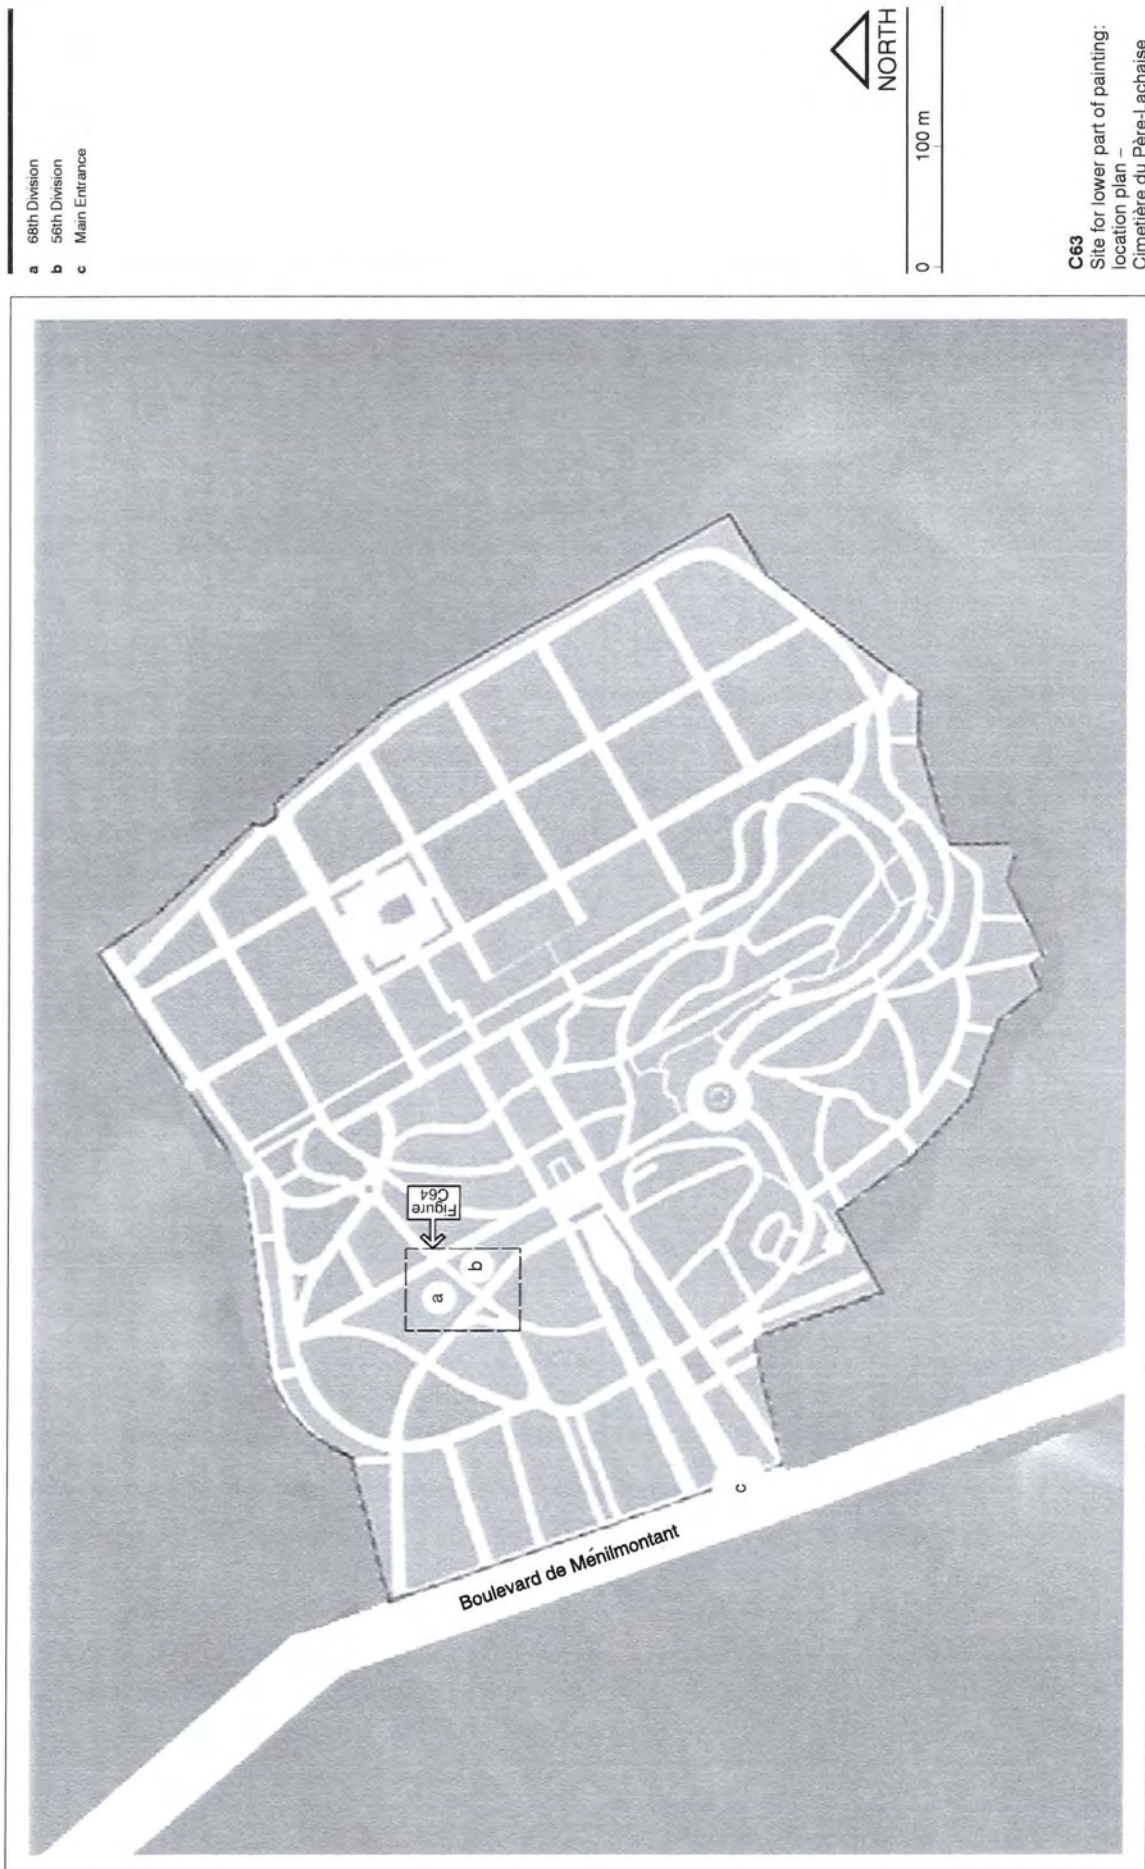 a 68th Division
b 56th Division
c Main Entrance
NORTH
0 100 m
C63
Site for lower part of painting:
location plan –
Cimetière du Père-Lachaise
Figure
C64
a
b
c
Boulevard de Ménilmontant